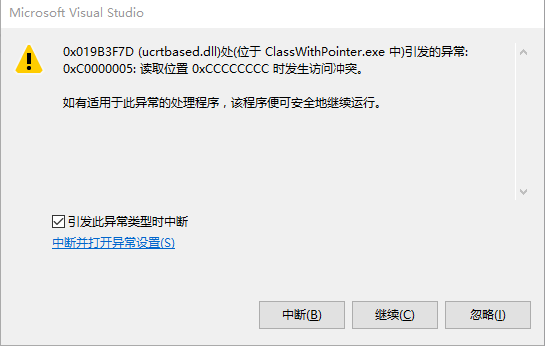 Microsoft Visual Studio
0x019B3F7D (ucrtbased.dll)处(位于 ClassWithPointer.exe 中)引发的异常:
0xC0000005: 读取位置 0xCCCCCCCC 时发生访问冲突。
如有适用于此异常的处理程序，该程序便可安全地继续运行。
引发此异常类型时中断
中断并打开异常设置(S)
中断(B) 继续(C) 忽略(I)